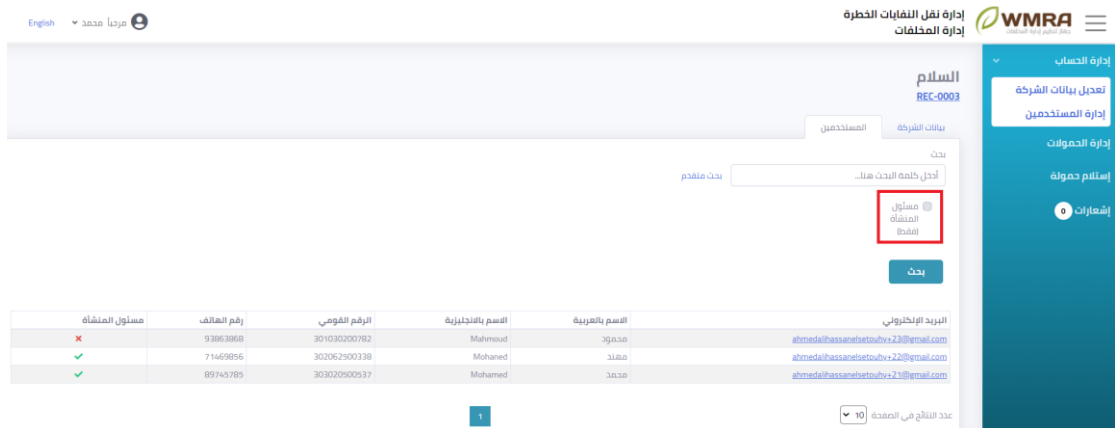 WMRA
جهاز تنظيم إدارة المخلفات
إدارة نقل النفايات الخطرة
إدارة المخلفات
مرحباً محمد
English
إدارة الحساب
تعديل بيانات الشركة
إدارة المستخدمين
إدارة الحمولات
إستلام حمولة
إشعارات 0
السلام
REC-0003
بيانات الشركة المستخدمين
بحث
أدخل كلمة البحث هنا... بحث متقدم
مسئول
المنشأة
(فقط)
بحث
البريد الإلكتروني الاسم بالعربية الاسم بالانجليزية الرقم القومي رقم الهاتف مسئول المنشأة
ahmedalihassanelsetouhy+23@gmail.com محمود Mahmoud 301030200782 93863868
ahmedalihassanelsetouhy+22@gmail.com مهند Mohaned 302062500338 71469856
ahmedalihassanelsetouhy+21@gmail.com محمد Mohamed 303020500537 89745785
عدد النتائج في الصفحة 10
1